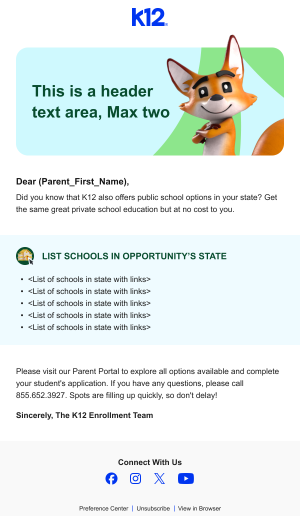 K12
This is a header
text area, Max two
Dear (Parent_First_Name),
Did you know that K12 also offers public school options in your state? Get
the same great private school education but at no cost to you.
LIST SCHOOLS IN OPPORTUNITY'S STATE
• <List of schools in state with links>
• <List of schools in state with links>
• <List of schools in state with links>
• <List of schools in state with links>
• <List of schools in state with links>
Please visit our Parent Portal to explore all options available and complete
your student's application. If you have any questions, please call
855.652.3927. Spots are filling up quickly, so don't delay!
Sincerely, The K12 Enrollment Team
Connect With Us
Preference Center | Unsubscribe | View in Browser